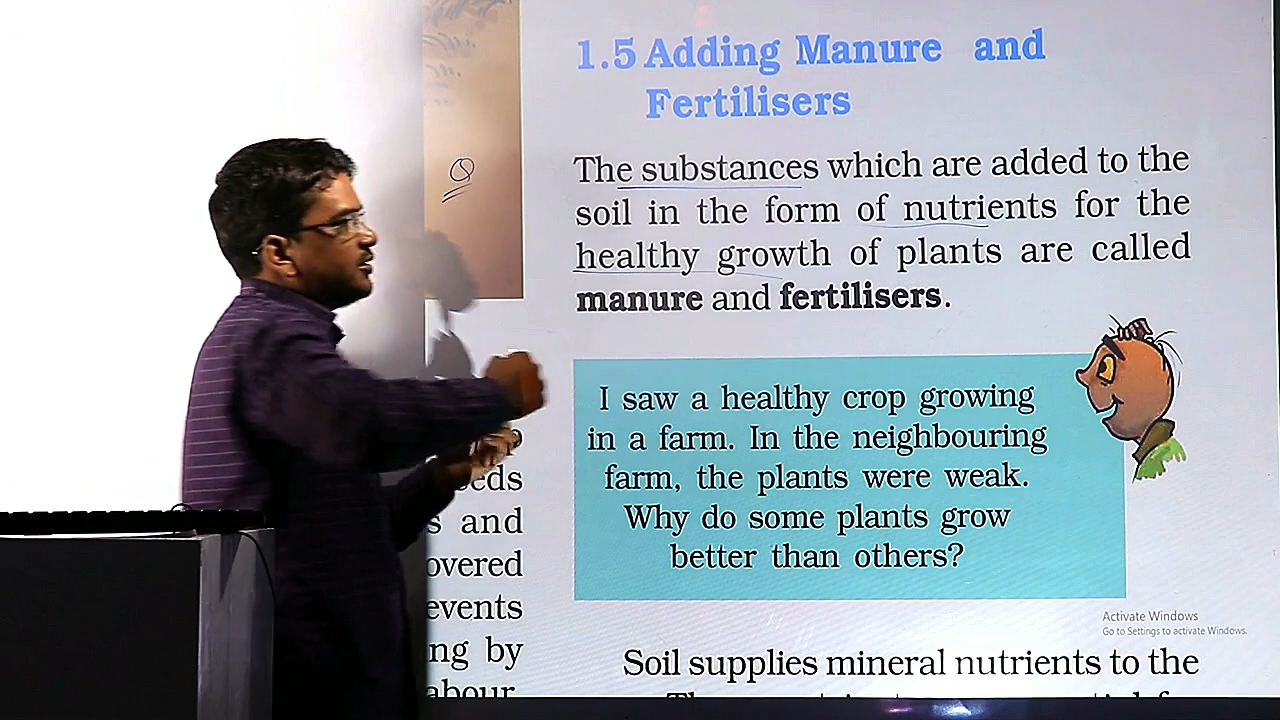 1.5 Adding Manure and
Fertilisers
The substances which are added to the
soil in the form of nutrients for the
healthy growth of plants are called
manure and fertilisers.
I saw a healthy crop growing
in a farm. In the neighbouring
farm, the plants were weak.
Why do some plants grow
better than others?
Activate Windows
Go to Settings to activate Windows.
Soil supplies mineral nutrients to the
and
ng by